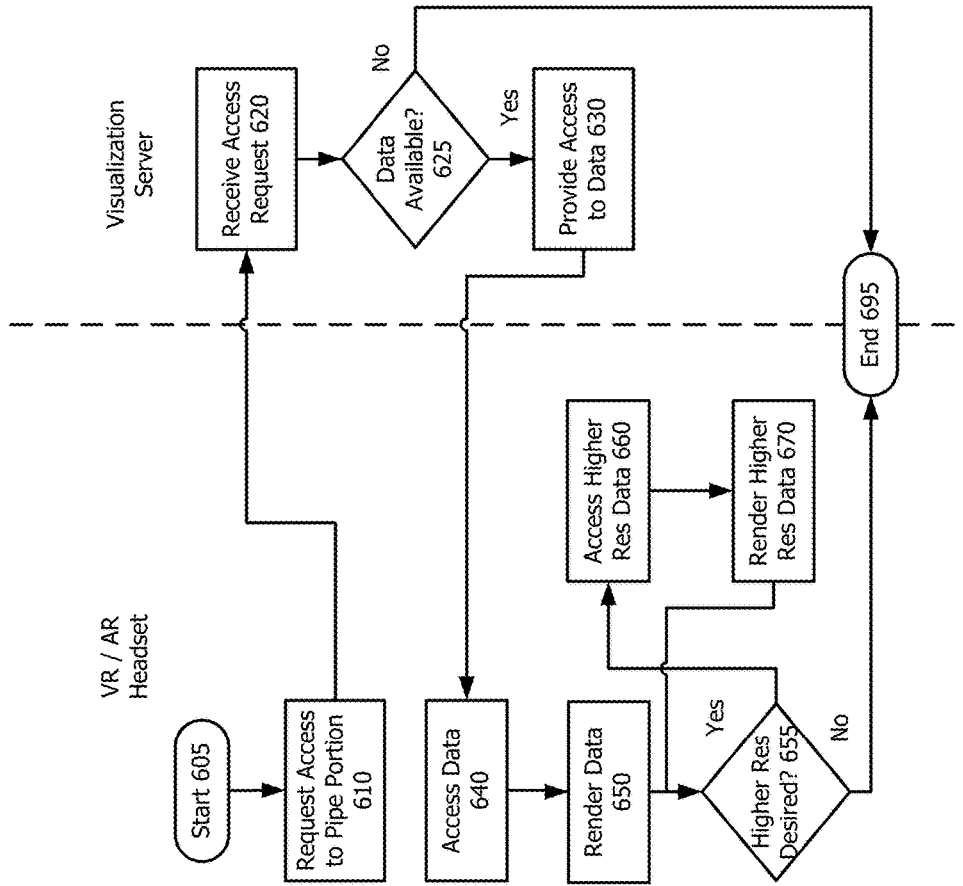 VR / AR
Headset
Visualization
Server
Start 605
Request Access
to Pipe Portion
610
Receive Access
Request 620
Data
Available?
625
No
Yes
Provide Access
to Data 630
Access Data
640
Render Data
650
Higher Res
Desired? 655
Yes
No
Access Higher
Res Data 660
Render Higher
Res Data 670
End 695